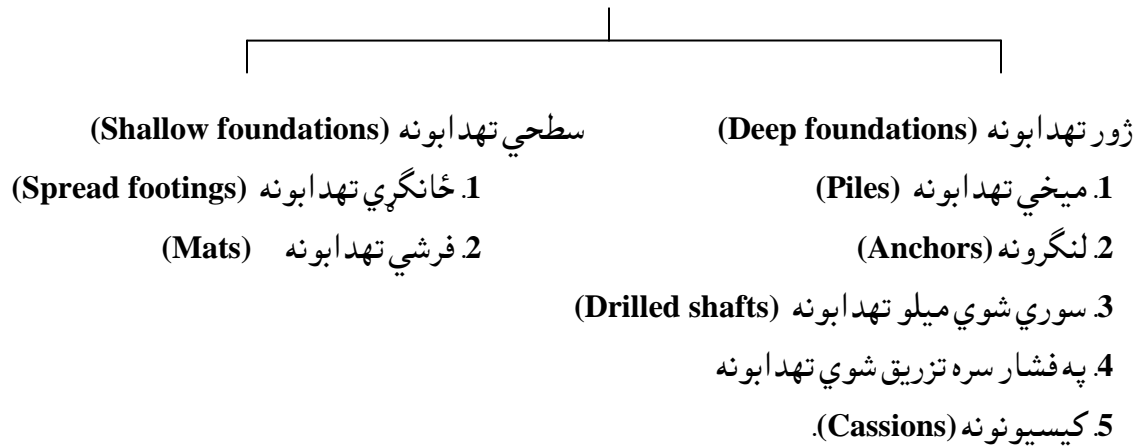 ژور تهدابونه (Deep foundations) سطحي تهدابونه (Shallow foundations)
1. میخي تهدابونه (Piles) 1. ځانګړي تهدابونه (Spread footings)
2. لنګرونه (Anchors) 2. فرشي تهدابونه (Mats)
3. سوري شوي میلو تهدابونه (Drilled shafts)
4. په فشار سره تزریق شوي تهدابونه
5. کیسیونونه (Cassions).